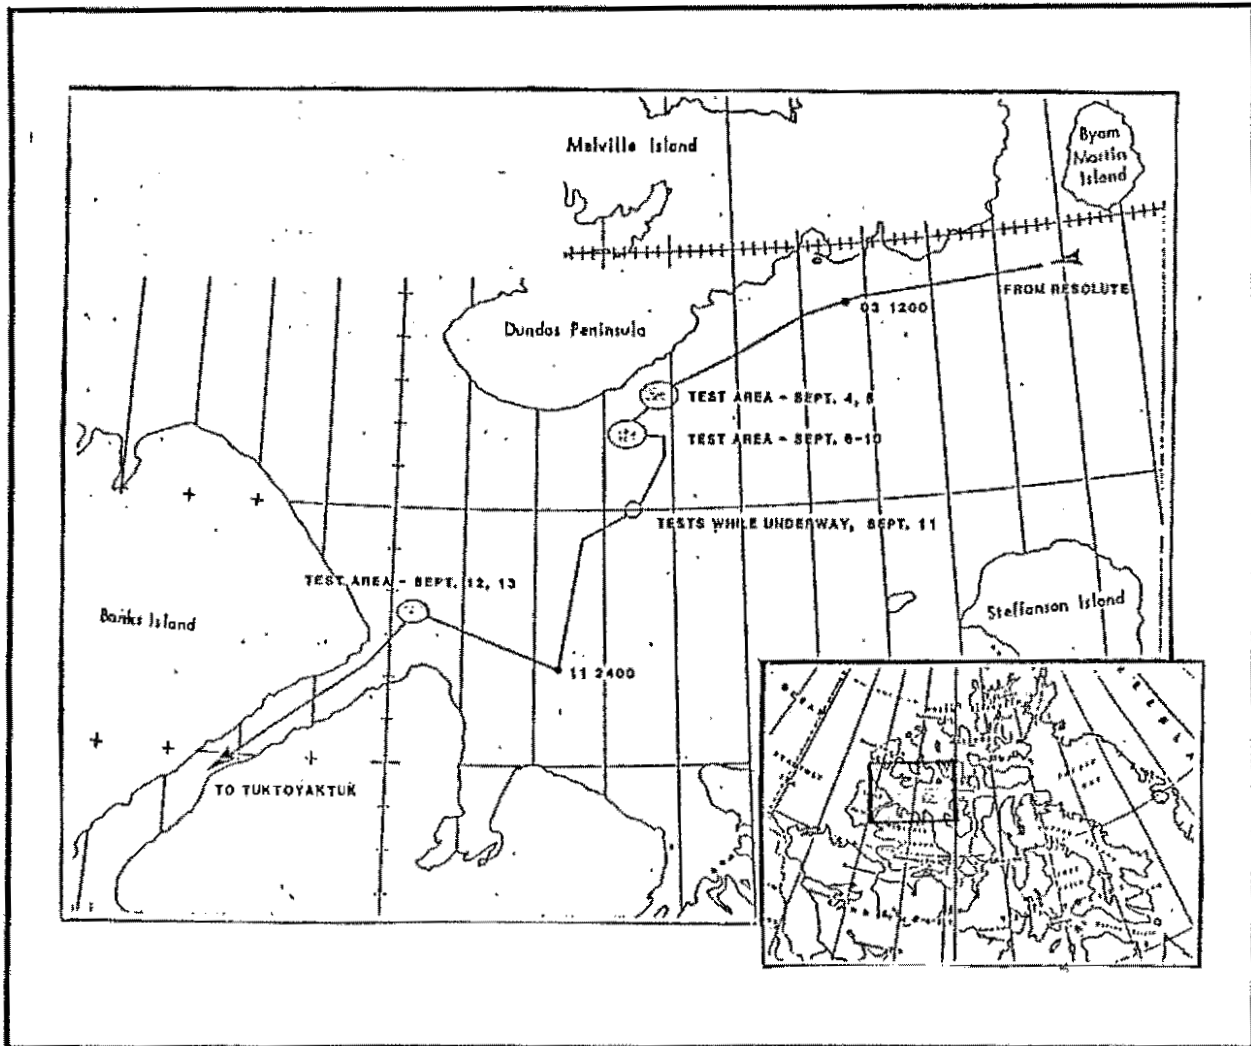 Melville Island
Byam
Martin
Island
FROM RESOLUTE
03 1200
Dundas Peninsula
TEST AREA - SEPT. 4, 5
TEST AREA - SEPT. 6-10
TESTS WHILE UNDERWAY, SEPT. 11
TEST AREA - SEPT. 12, 13
Banks Island
Steffanson Island
11 2400
TO TUKTOYAKTUK